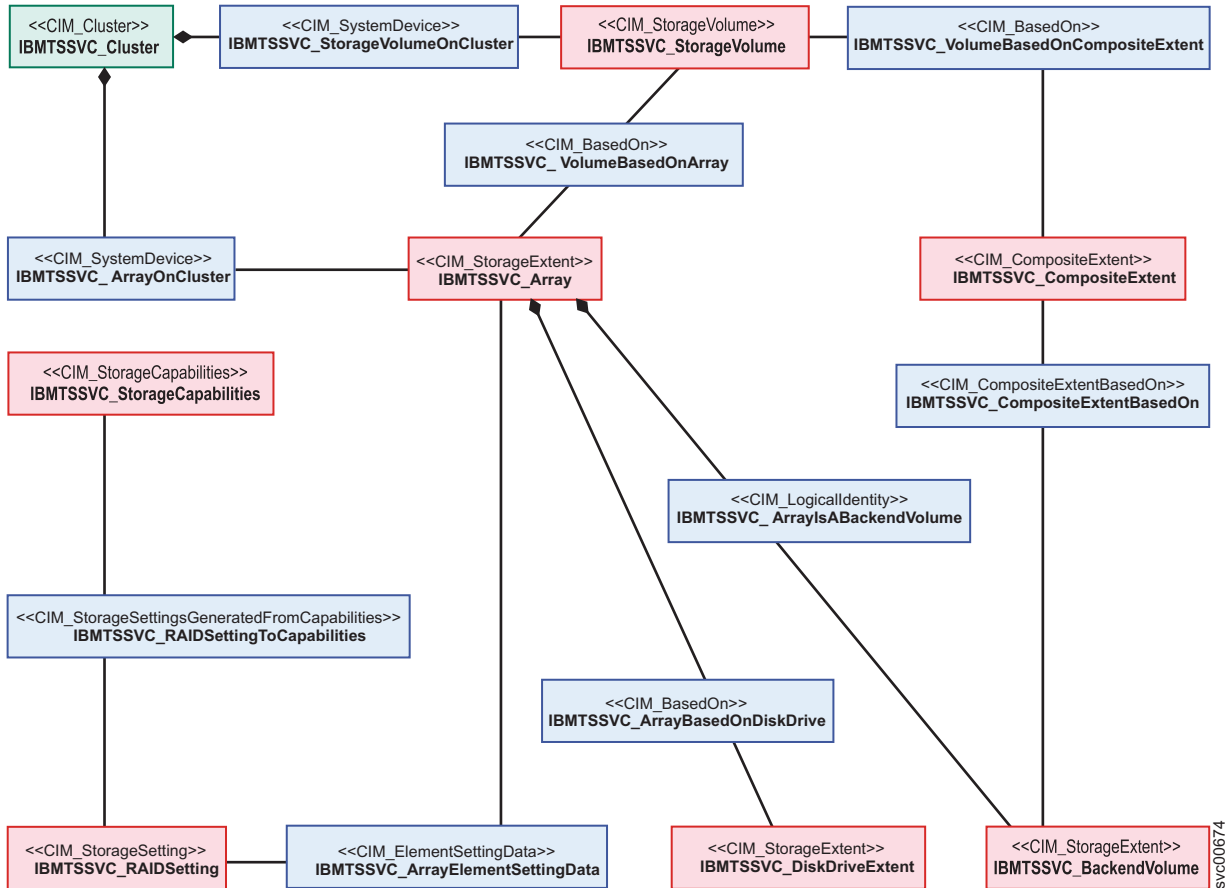 <<CIM_Cluster>>
IBMTSSVC_Cluster
<<CIM_SystemDevice>>
IBMTSSVC_StorageVolumeOnCluster
<<CIM_StorageVolume>>
IBMTSSVC_StorageVolume
<<CIM_BasedOn>>
IBMTSSVC_VolumeBasedOnCompositeExtent
<<CIM_BasedOn>>
IBMTSSVC_ VolumeBasedOnArray
<<CIM_SystemDevice>>
IBMTSSVC_ ArrayOnCluster
<<CIM_StorageExtent>>
IBMTSSVC_Array
<<CIM_CompositeExtent>>
IBMTSSVC_CompositeExtent
<<CIM_StorageCapabilities>>
IBMTSSVC_StorageCapabilities
<<CIM_CompositeExtentBasedOn>>
IBMTSSVC_CompositeExtentBasedOn
<<CIM_LogicalIdentity>>
IBMTSSVC_ ArrayIsABackendVolume
<<CIM_StorageSettingsGeneratedFromCapabilities>>
IBMTSSVC_RAIDSettingToCapabilities
<<CIM_BasedOn>>
IBMTSSVC_ArrayBasedOnDiskDrive
<<CIM_StorageSetting>>
IBMTSSVC_RAIDSetting
<<CIM_ElementSettingData>>
IBMTSSVC_ArrayElementSettingData
<<CIM_StorageExtent>>
IBMTSSVC_DiskDriveExtent
<<CIM_StorageExtent>>
IBMTSSVC_BackendVolume
svc00674